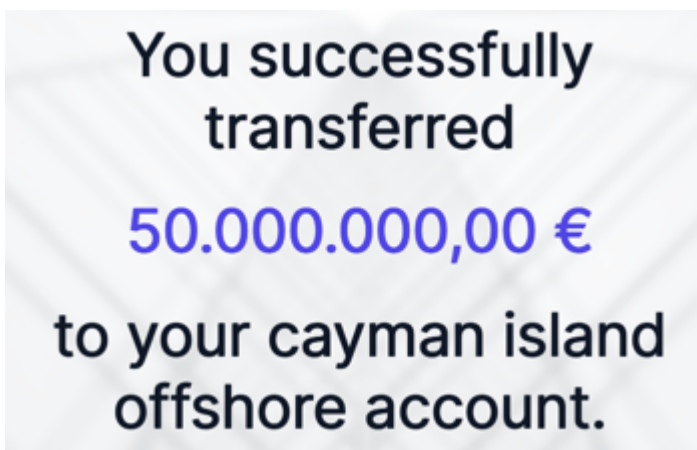 You successfully
transferred
50.000.000,00 €
to your cayman island
offshore account.